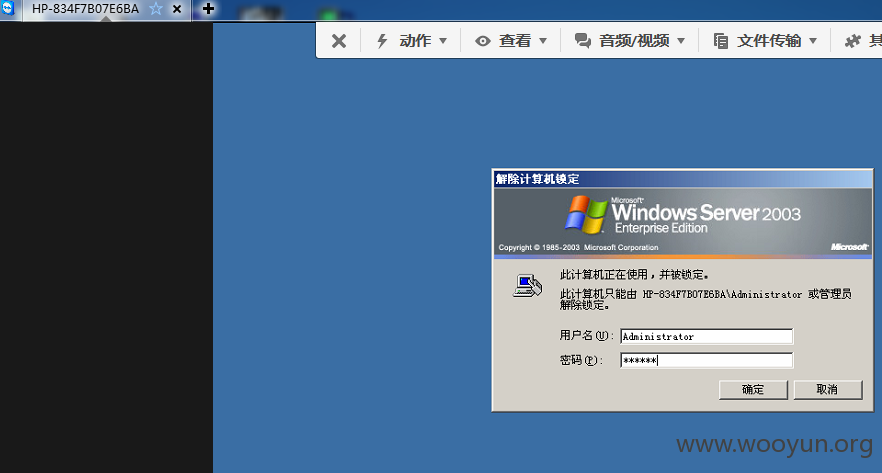 HP-834F7B07E6BA
动作 查看 音频/视频 文件传输
解除计算机锁定
Microsoft
Windows Server 2003
Enterprise Edition
Copyright © 1985-2003 Microsoft Corporation
Microsoft
此计算机正在使用，并被锁定。
此计算机只能由 HP-834F7B07E6BA\Administrator 或管理员
解除锁定。
用户名(U): Administrator
密码(P): ******
确定 取消
www.wooyun.org